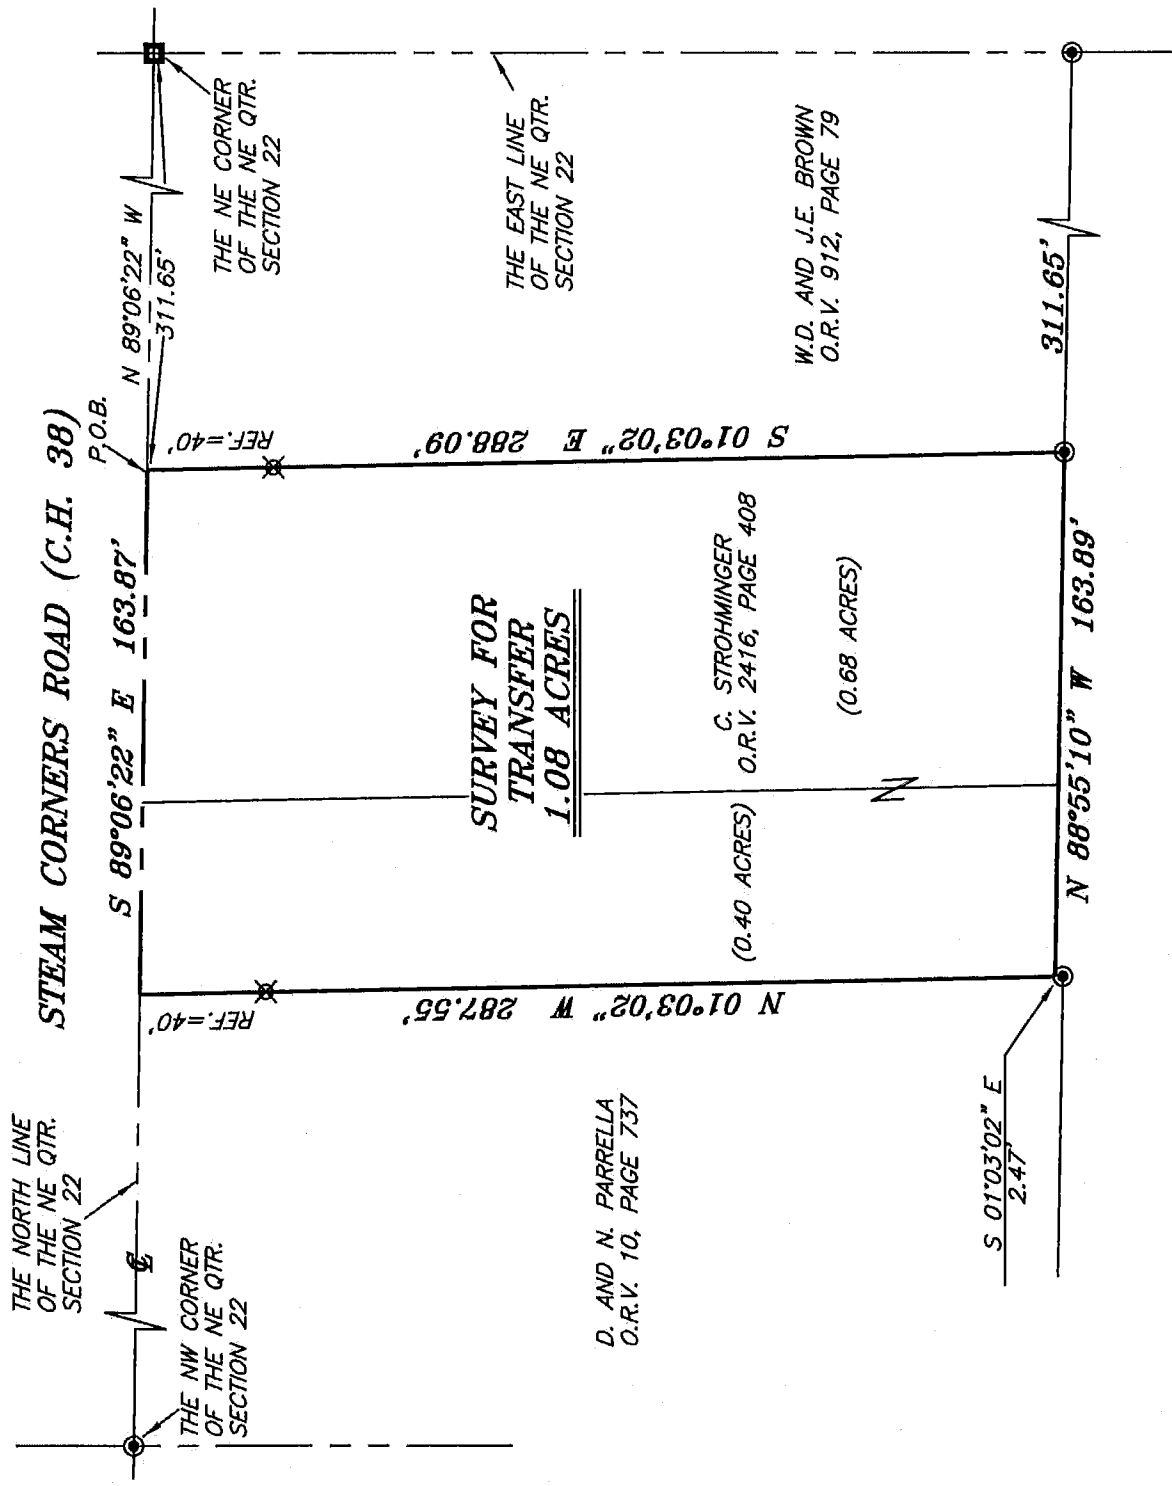 STEAM CORNERS ROAD (C.H. 38)
THE NORTH LINE
OF THE NE QTR.
SECTION 22
S 89°06'22" E 163.87'
P.O.B.
N 89°06'22" W
311.65'
℄
THE NW CORNER
OF THE NE QTR.
SECTION 22
REF.=40'
REF.=40'
THE NE CORNER
OF THE NE QTR.
SECTION 22
N 01°03'02" W 287.55'
S 01°03'02" E 288.09'
SURVEY FOR
TRANSFER
1.08 ACRES
THE EAST LINE
OF THE NE QTR.
SECTION 22
D. AND N. PARRELLA
O.R.V. 10, PAGE 737
C. STROHMINGER
O.R.V. 2416, PAGE 408
(0.40 ACRES)
(0.68 ACRES)
W.D. AND J.E. BROWN
O.R.V. 912, PAGE 79
S 01°03'02" E
2.47'
N 88°55'10" W 163.89'
311.65'